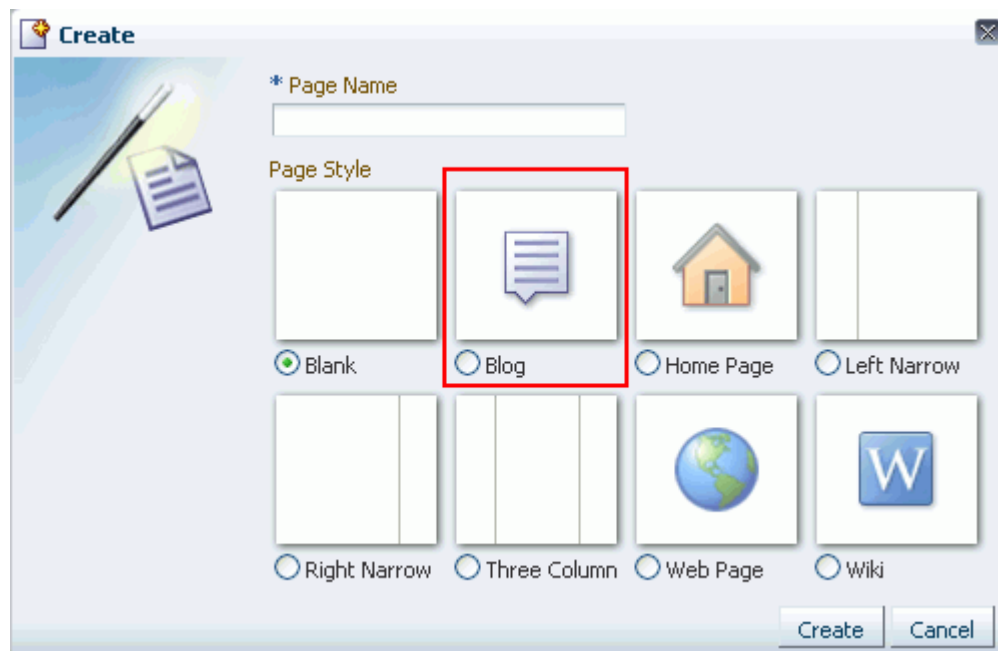 Create
* Page Name
Page Style
Blank Blog Home Page Left Narrow
W
Right Narrow Three Column Web Page Wiki
Create Cancel